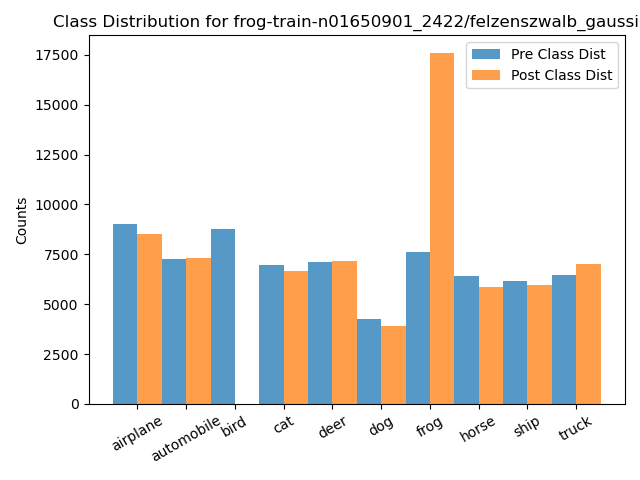 Class Distribution for frog-train-n01650901_2422/felzenszwalb_gaussi
Pre Class Dist
Post Class Dist
Counts
17500
15000
12500
10000
7500
5000
2500
0
airplane
automobile
bird
cat
deer
dog
frog
horse
ship
truck